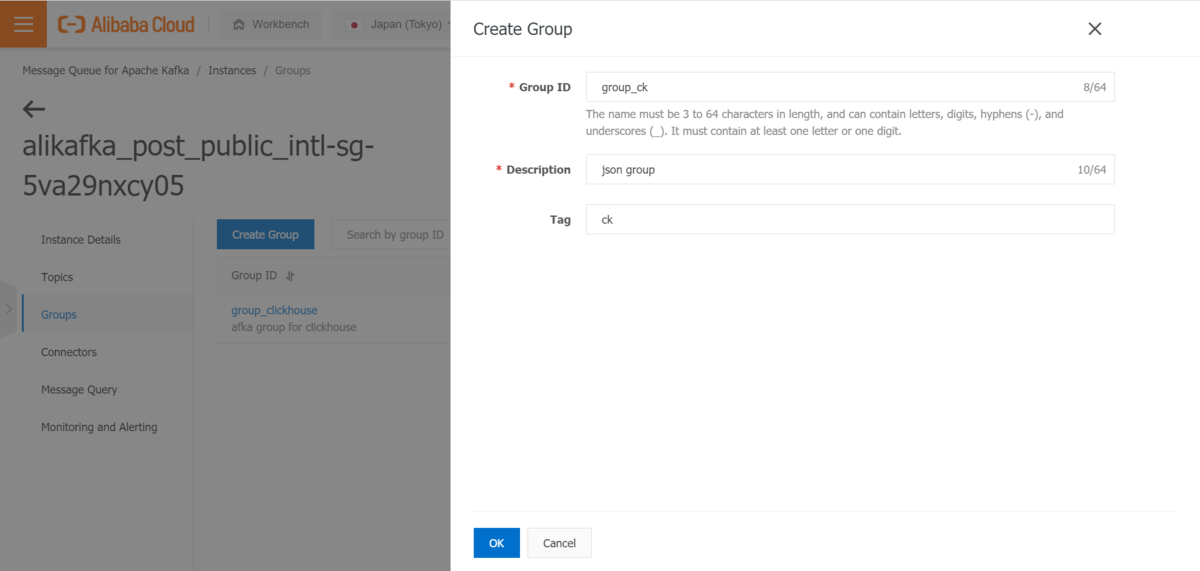 Alibaba Cloud
Workbench
Japan (Tokyo)
Message Queue for Apache Kafka / Instances / Groups
alikafka_post_public_intl-sg-
5va29nxcy05
Instance Details
Topics
Groups
Connectors
Message Query
Monitoring and Alerting
Create Group
Search by group ID
Group ID
group_clickhouse
afka group for clickhouse
Create Group
* Group ID
group_ck
8/64
The name must be 3 to 64 characters in length, and can contain letters, digits, hyphens (-), and
underscores (_). It must contain at least one letter or one digit.
* Description
json group
10/64
Tag
ck
OK
Cancel